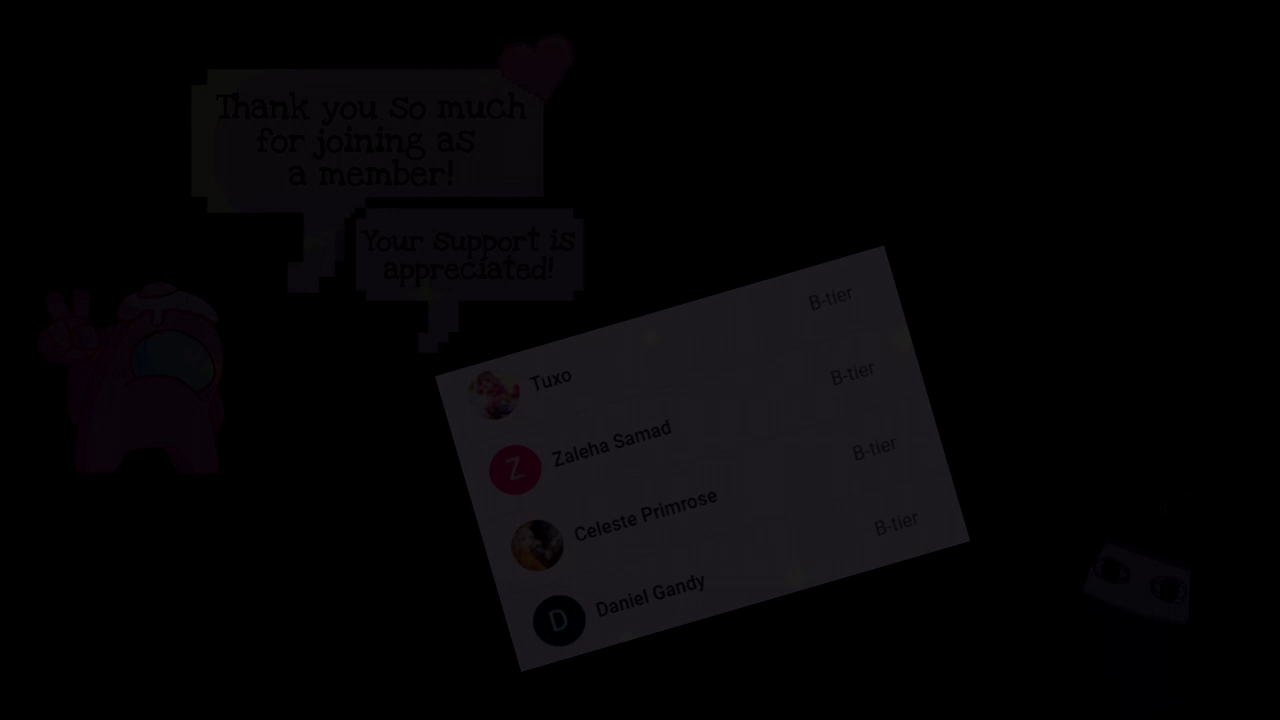 Thank you so much
for joining as
a member!
Your support is
appreciated!
B-tier
Tuxo
B-tier
Z
Zaleha Samad
B-tier
Celeste Primrose
B-tier
D
Daniel Gandy